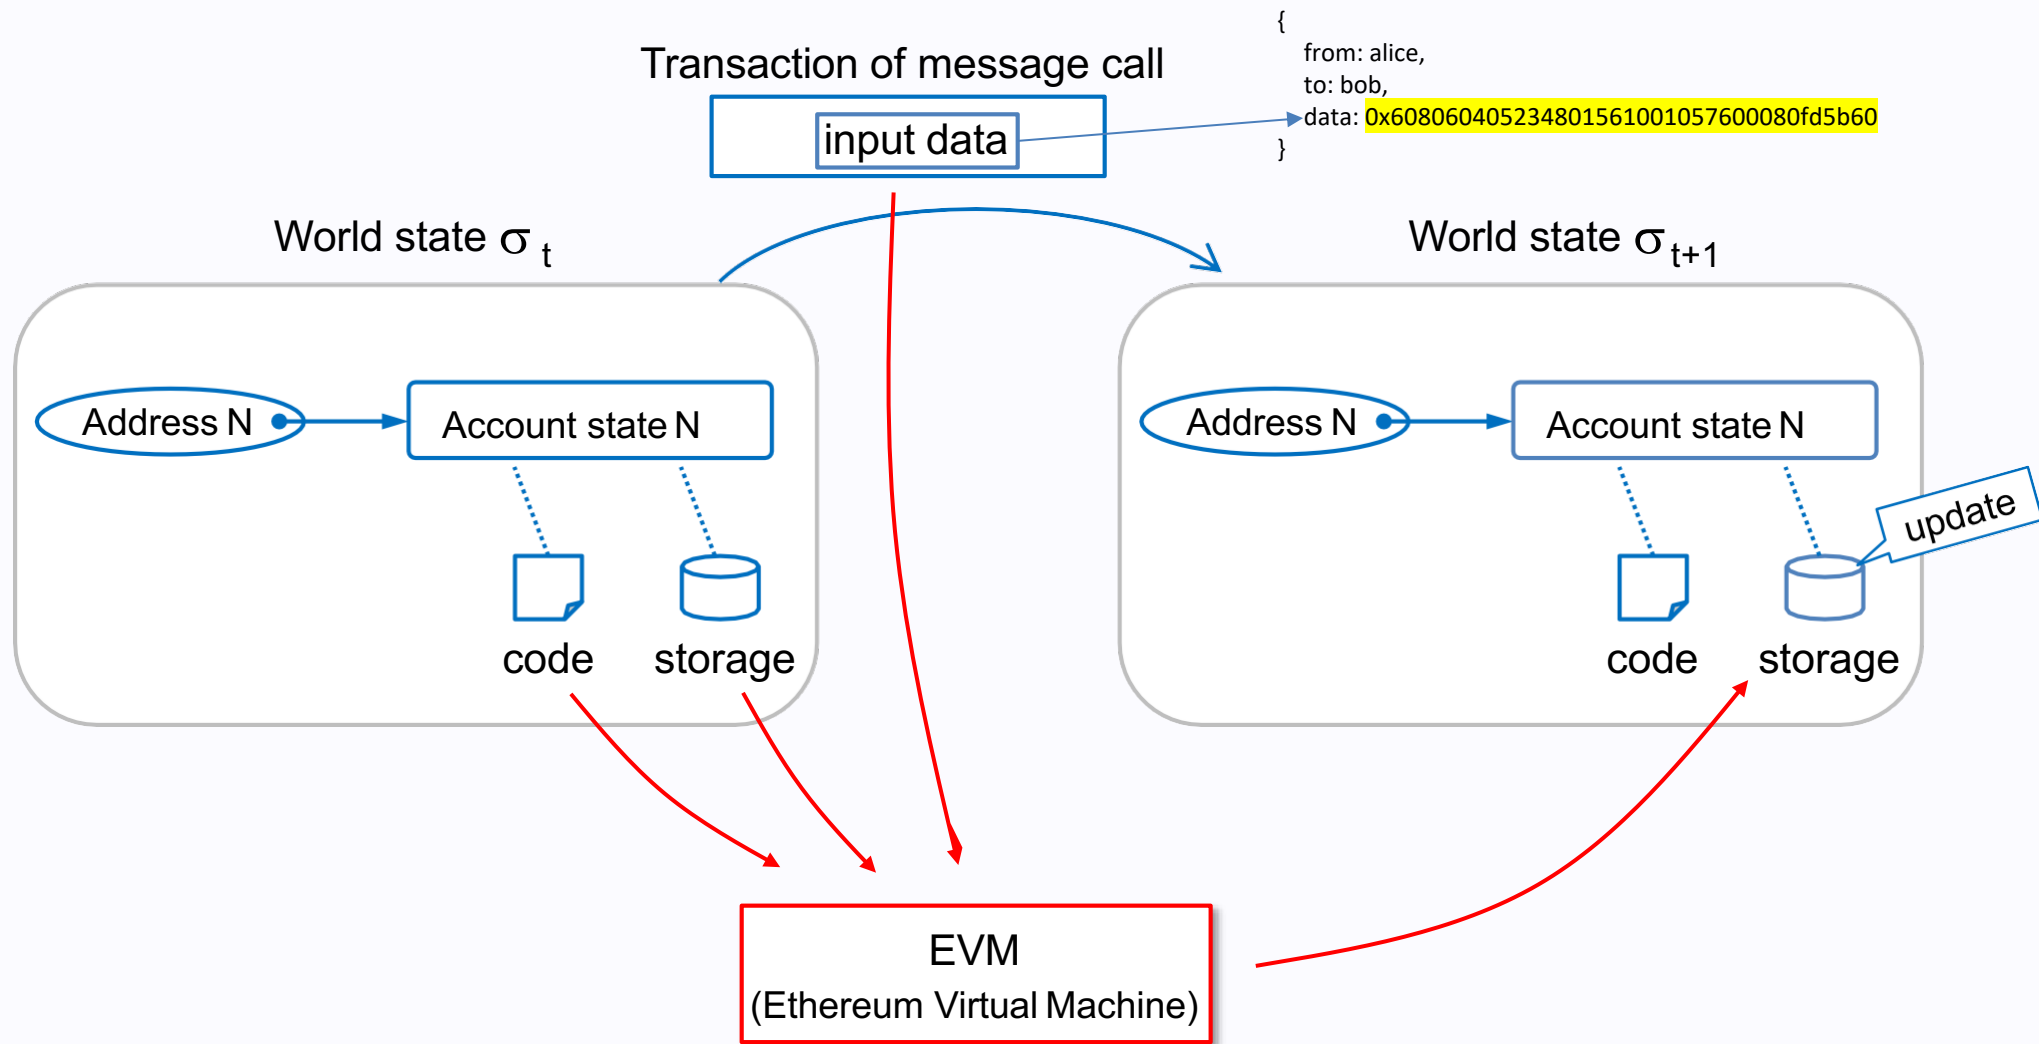 {
from: alice,
to: bob,
data: 0x608060405234801561001057600080fd5b60
}
Transaction of message call
input data
World state σ t
World state σ t+1
Address N
Account state N
code
storage
Address N
Account state N
update
code
storage
EVM
(Ethereum Virtual Machine)